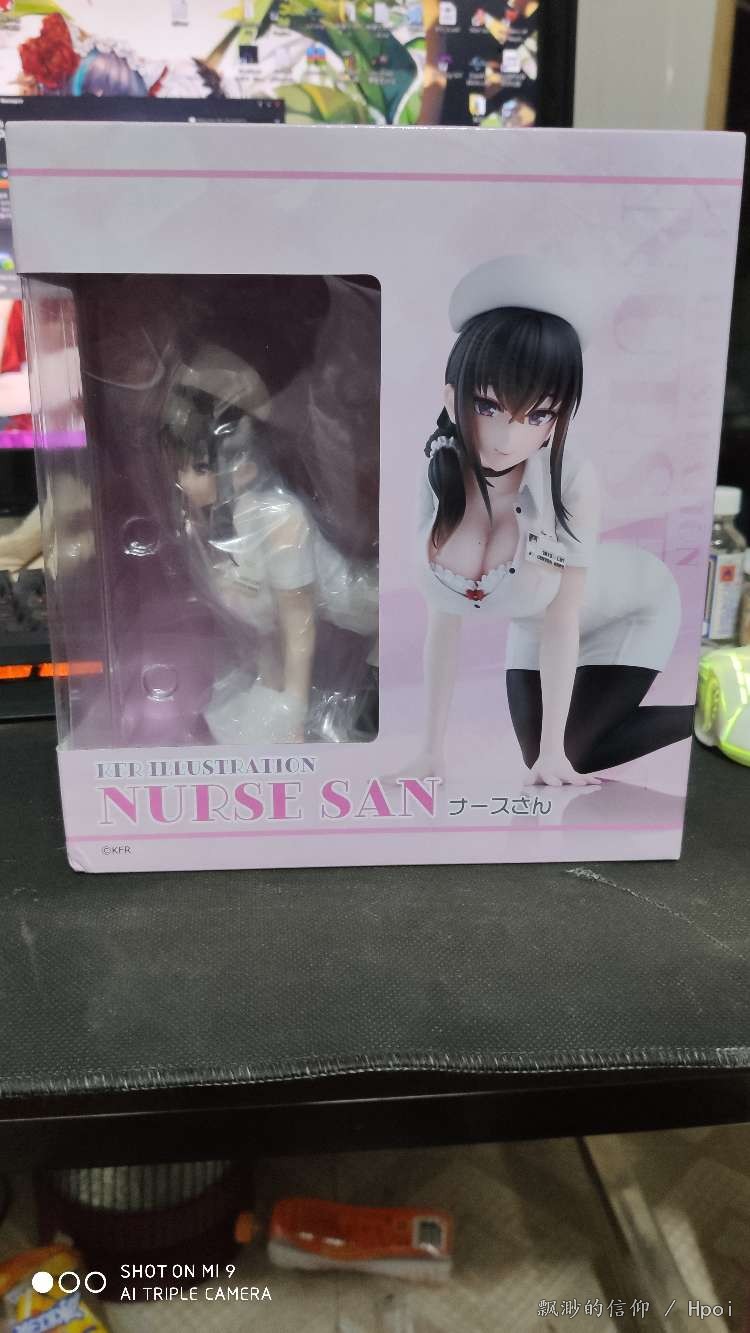 KFR ILLUSTRATION
NURSE SAN ナースさん
©KFR
SHOT ON MI 9
AI TRIPLE CAMERA
飘渺的信仰 / Hpoi